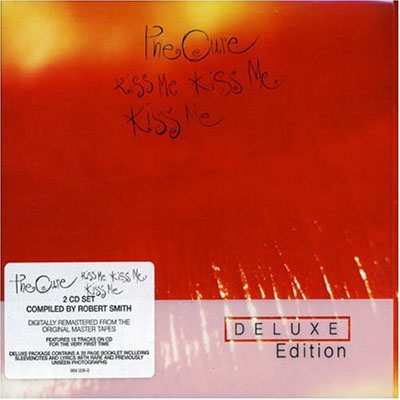 The Cure
Kiss Me Kiss Me
Kiss Me
The Cure Kiss Me Kiss Me
Kiss Me
2 CD SET
COMPILED BY ROBERT SMITH
DIGITALLY REMASTERED FROM THE
ORIGINAL MASTER TAPES
FEATURES 18 TRACKS ON CD
FOR THE VERY FIRST TIME
DELUXE PACKAGE CONTAINS A 20 PAGE BOOKLET INCLUDING
SLEEVENOTES AND LYRICS WITH RARE AND PREVIOUSLY
UNSEEN PHOTOGRAPHS
DELUXE
Edition